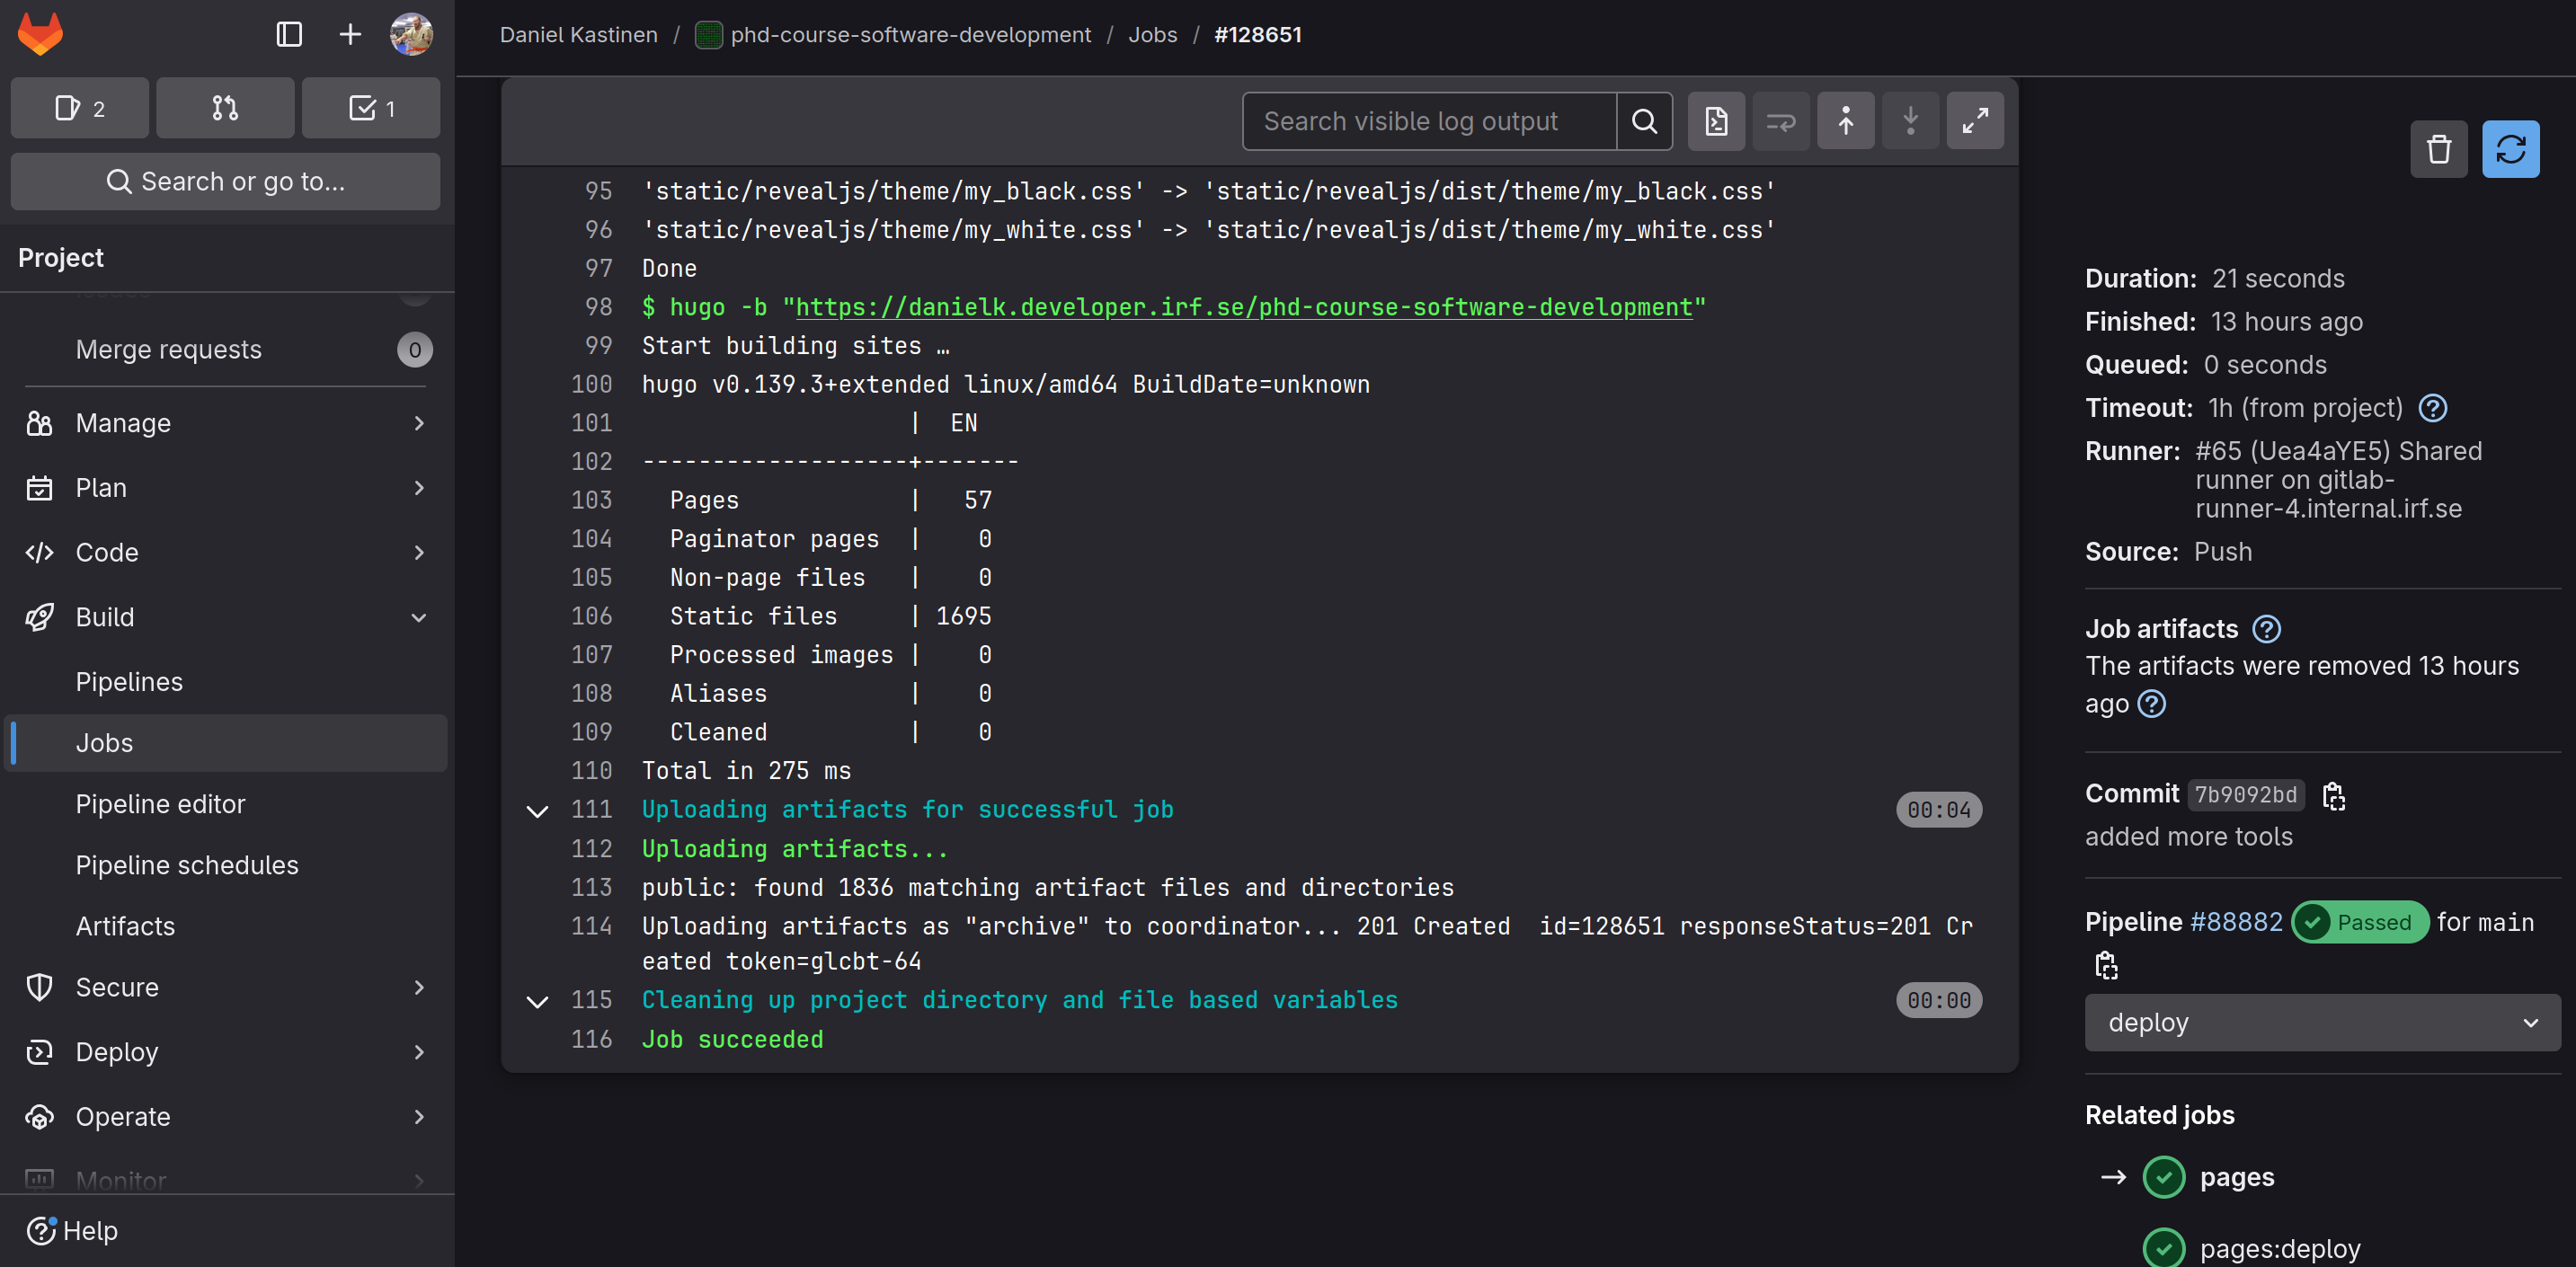 Daniel Kastinen / phd-course-software-development / Jobs / #128651
2
1
Search or go to...
Project
Issues
Merge requests 0
Manage
Plan
Code
Build
Pipelines
Jobs
Pipeline editor
Pipeline schedules
Artifacts
Secure
Deploy
Operate
Monitor
Help
Search visible log output
95 'static/revealjs/theme/my_black.css' -> 'static/revealjs/dist/theme/my_black.css'
96 'static/revealjs/theme/my_white.css' -> 'static/revealjs/dist/theme/my_white.css'
97 Done
98 $ hugo -b "https://danielk.developer.irf.se/phd-course-software-development"
99 Start building sites …
100 hugo v0.139.3+extended linux/amd64 BuildDate=unknown
101 | EN
102 -------------------+-------
103 Pages | 57
104 Paginator pages | 0
105 Non-page files | 0
106 Static files | 1695
107 Processed images | 0
108 Aliases | 0
109 Cleaned | 0
110 Total in 275 ms
111 Uploading artifacts for successful job 00:04
112 Uploading artifacts...
113 public: found 1836 matching artifact files and directories
114 Uploading artifacts as "archive" to coordinator... 201 Created  id=128651 responseStatus=201 Cr
eated token=glcbt-64
115 Cleaning up project directory and file based variables 00:00
116 Job succeeded
Duration: 21 seconds
Finished: 13 hours ago
Queued: 0 seconds
Timeout: 1h (from project)
Runner: #65 (Uea4aYE5) Shared
runner on gitlab-
runner-4.internal.irf.se
Source: Push
Job artifacts
The artifacts were removed 13 hours
ago
Commit 7b9092bd
added more tools
Pipeline #88882 Passed for main
deploy
Related jobs
pages
pages:deploy